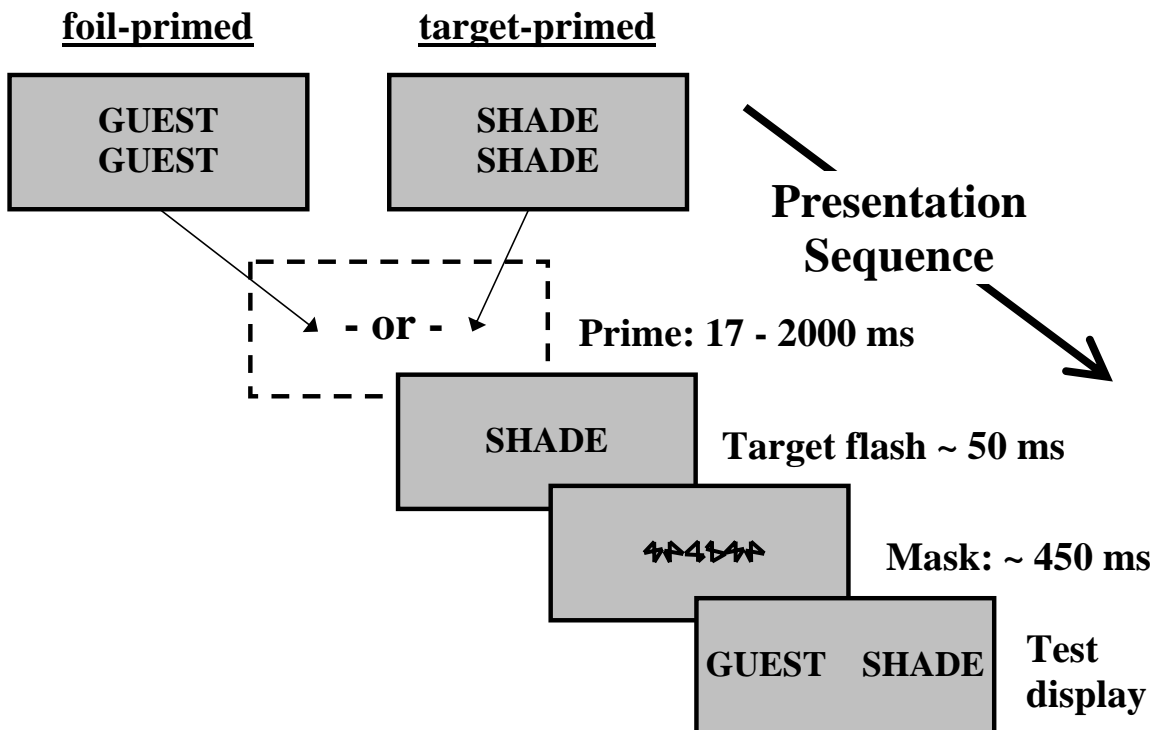 foil-primed
target-primed
GUEST
GUEST
SHADE
SHADE
Presentation
Sequence
- or -
Prime: 17 - 2000 ms
SHADE
Target flash ~ 50 ms
Mask: ~ 450 ms
GUEST SHADE
Test
display